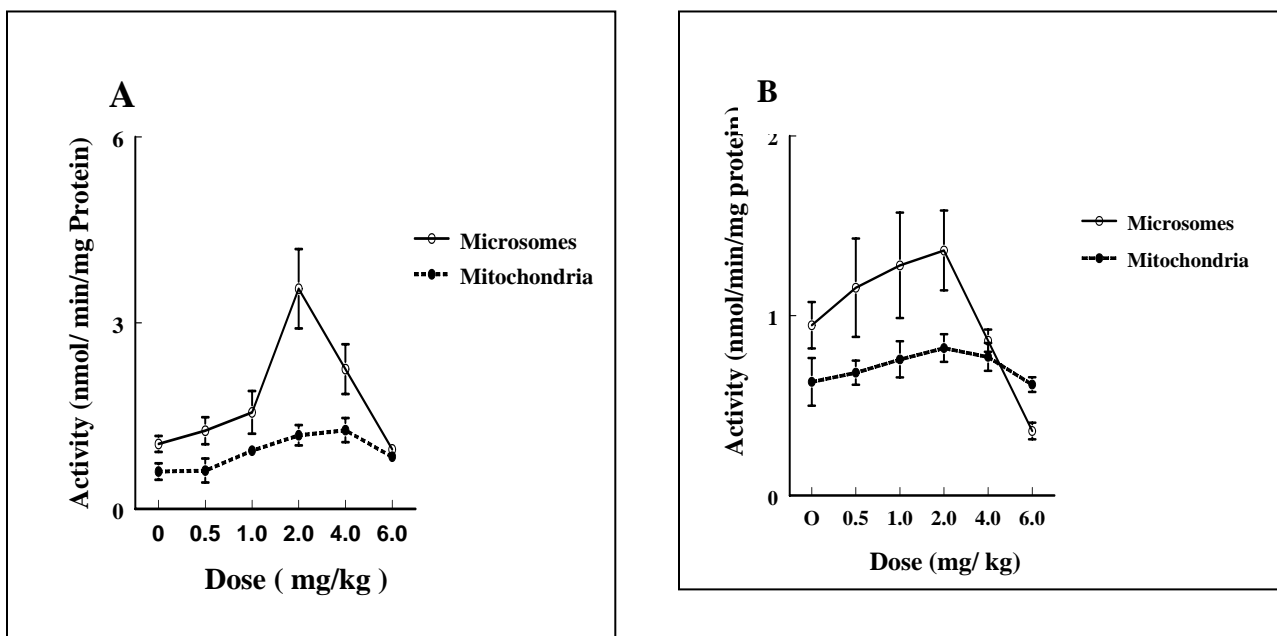 A
Activity (nmol/ min/mg Protein)
6
3
0
0 0.5 1.0 2.0 4.0 6.0
Dose ( mg/kg )
Microsomes
Mitochondria
B
Activity (nmol/min/mg protein)
2
1
0
O 0.5 1.0 2.0 4.0 6.0
Dose (mg/ kg)
Microsomes
Mitochondria